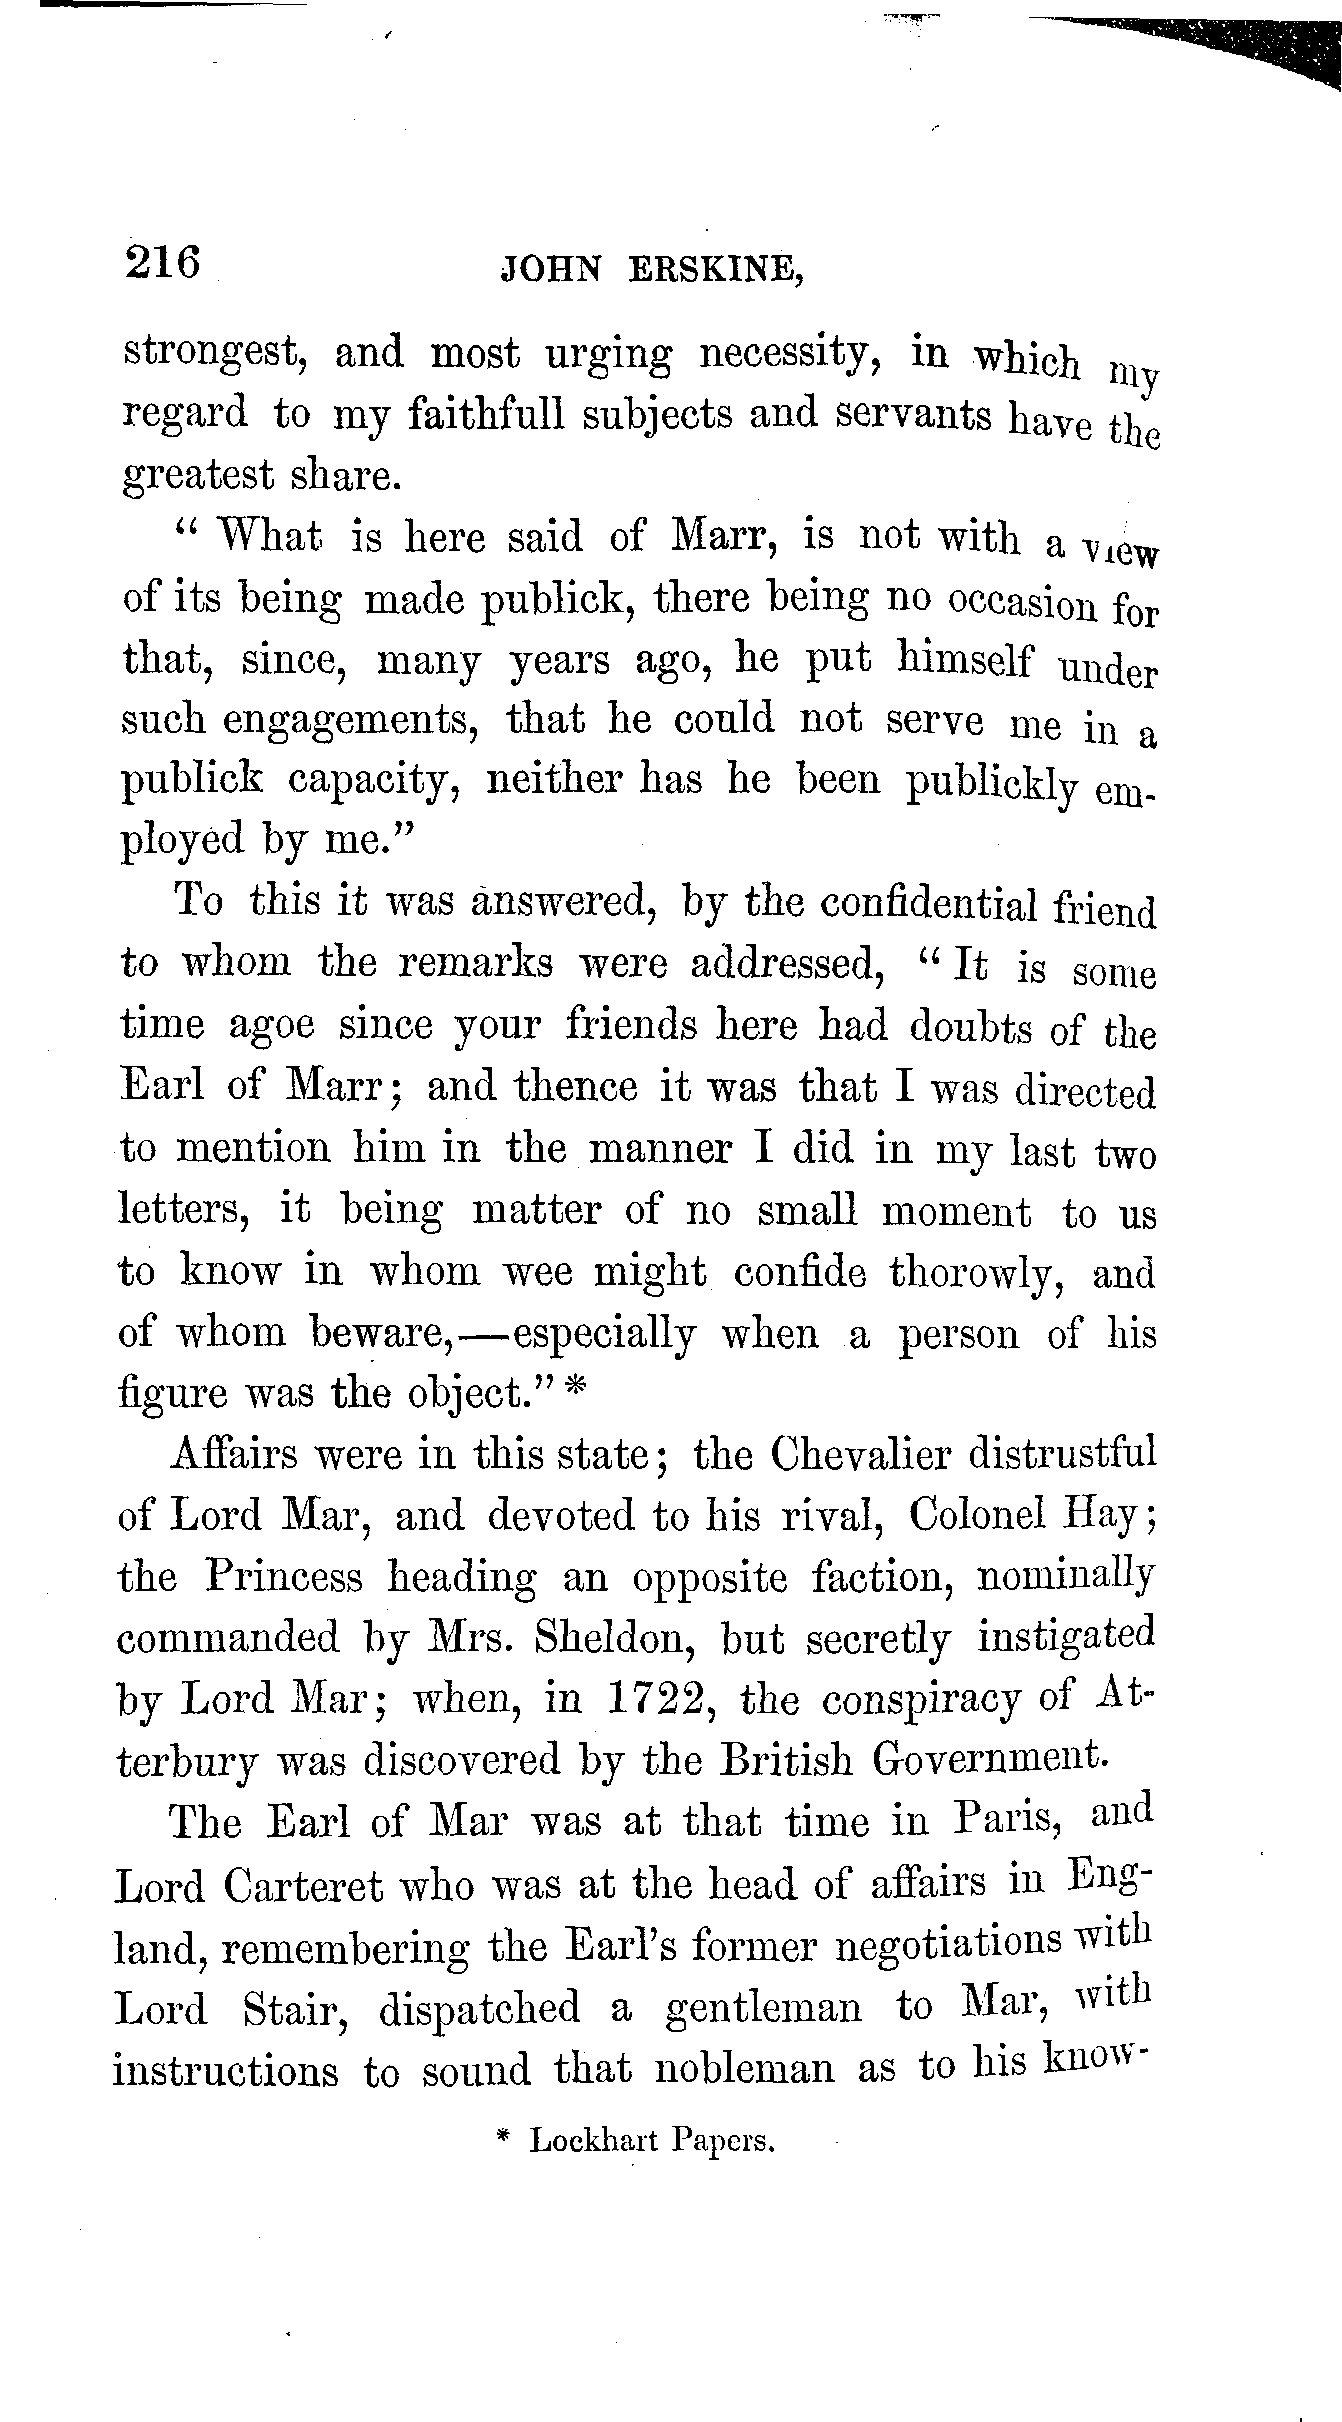 216 JOHN ERSKINE,
strongest, and most urging necessity, in which my
regard to my faithfull subjects and servants have the
greatest share.
“ What is here said of Marr, is not with a view
of its being made publick, there being no occasion for
that, since, many years ago, he put himself under
such engagements, that he could not serve me in a
publick capacity, neither has he been publickly em-
ployed by me.”
To this it was answered, by the confidential friend
to whom the remarks were addressed, “ It is some
time agoe since your friends here had doubts of the
Earl of Marr; and thence it was that I was directed
to mention him in the manner I did in my last two
letters, it being matter of no small moment to us
to know in whom wee might confide thorowly, and
of whom beware,—especially when a person of his
figure was the object.” *
Affairs were in this state; the Chevalier distrustful
of Lord Mar, and devoted to his rival, Colonel Hay;
the Princess heading an opposite faction, nominally
commanded by Mrs. Sheldon, but secretly instigated
by Lord Mar; when, in 1722, the conspiracy of At-
terbury was discovered by the British Government.
The Earl of Mar was at that time in Paris, and
Lord Carteret who was at the head of affairs in Eng-
land, remembering the Earl’s former negotiations with
Lord Stair, dispatched a gentleman to Mar, with
instructions to sound that nobleman as to his know-
* Lockhart Papers.